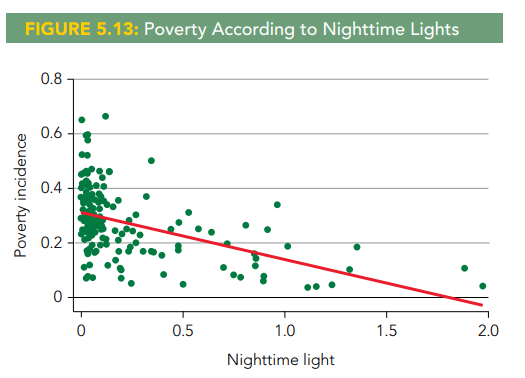 FIGURE 5.13: Poverty According to Nighttime Lights
0.8
0.6
0.4
0.2
0
Poverty incidence
0 0.5 1.0 1.5 2.0
Nighttime light